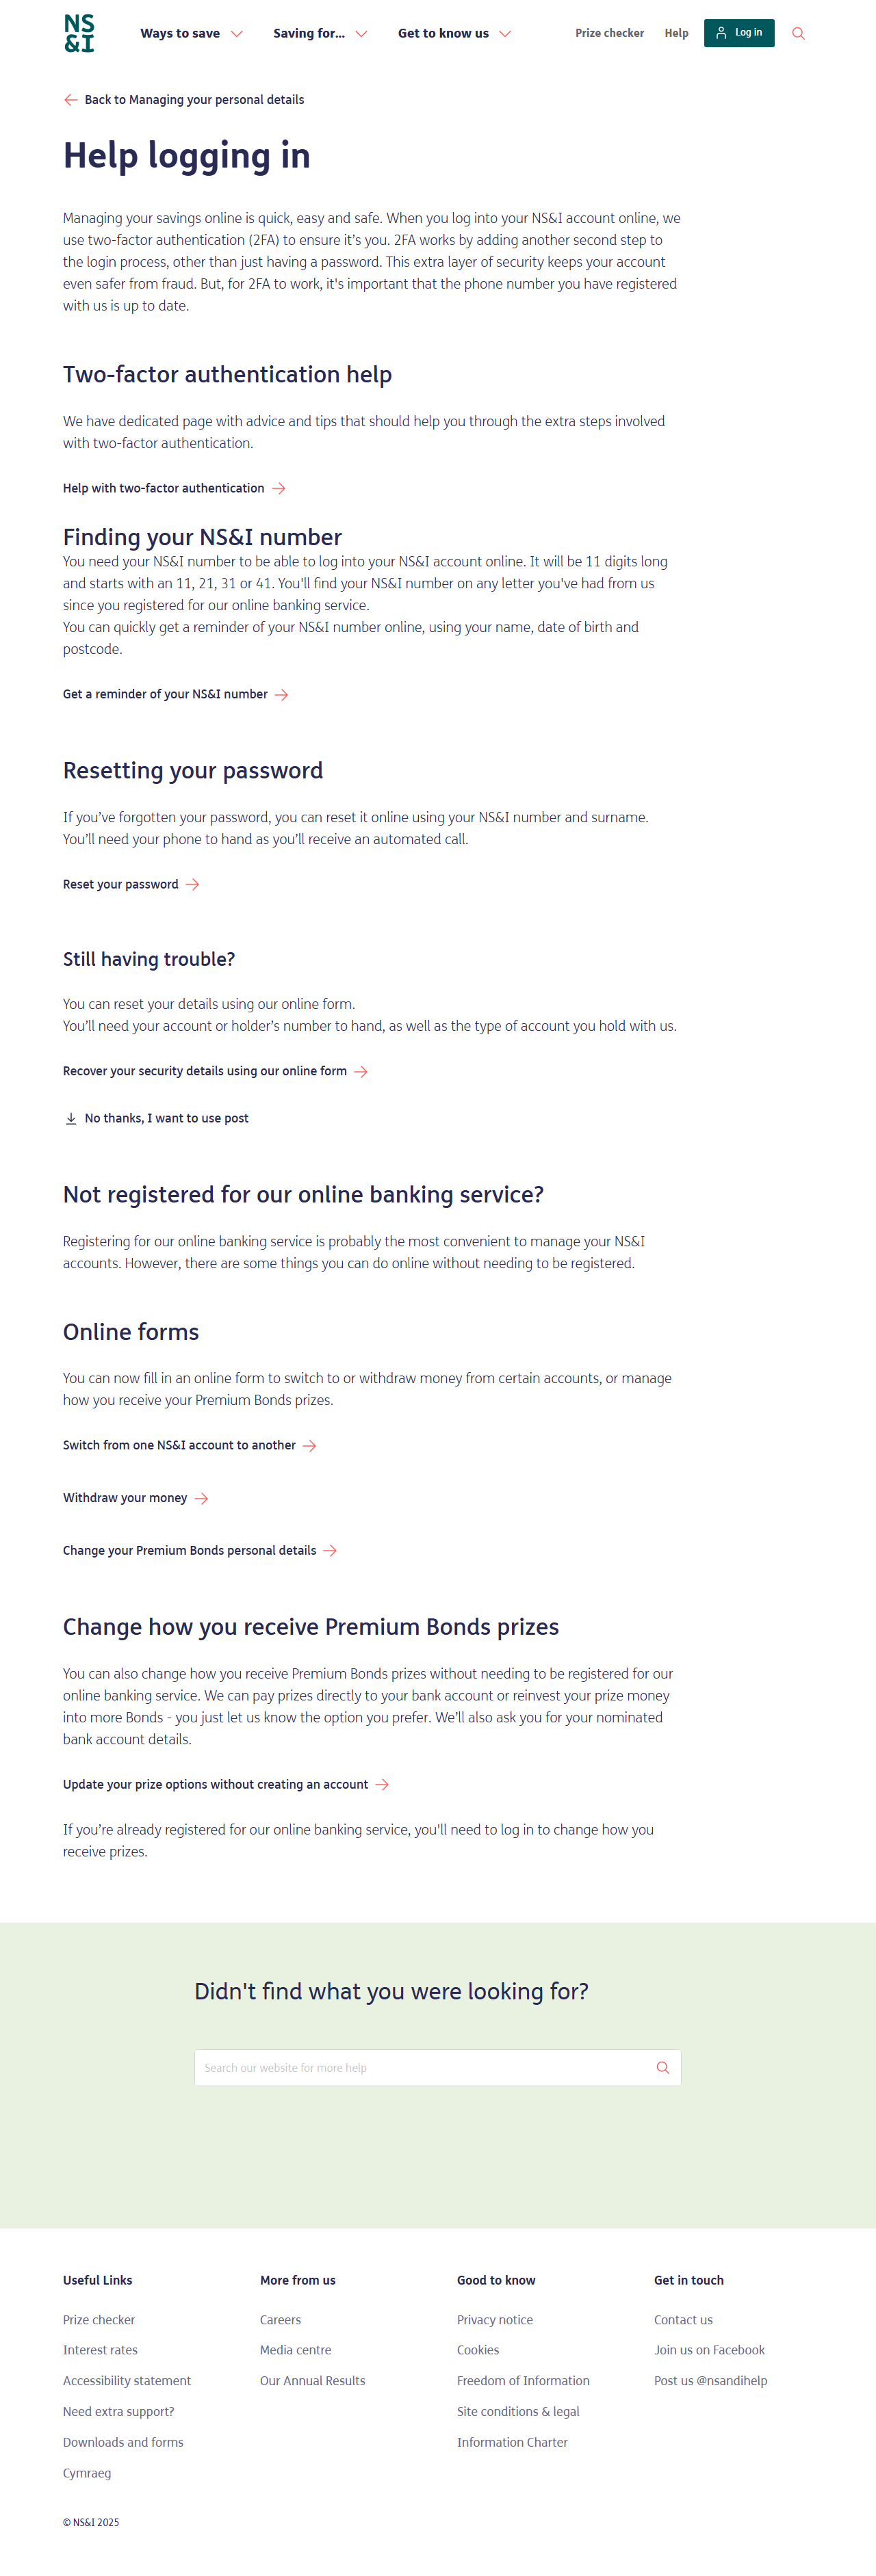 NS
&I
Ways to save
Saving for...
Get to know us
Prize checker
Help
Log in
Back to Managing your personal details
Help logging in
Managing your savings online is quick, easy and safe. When you log into your NS&I account online, we
use two-factor authentication (2FA) to ensure it’s you. 2FA works by adding another second step to
the login process, other than just having a password. This extra layer of security keeps your account
even safer from fraud. But, for 2FA to work, it's important that the phone number you have registered
with us is up to date.
Two-factor authentication help
We have dedicated page with advice and tips that should help you through the extra steps involved
with two-factor authentication.
Help with two-factor authentication
Finding your NS&I number
You need your NS&I number to be able to log into your NS&I account online. It will be 11 digits long
and starts with an 11, 21, 31 or 41. You'll find your NS&I number on any letter you've had from us
since you registered for our online banking service.
You can quickly get a reminder of your NS&I number online, using your name, date of birth and
postcode.
Get a reminder of your NS&I number
Resetting your password
If you’ve forgotten your password, you can reset it online using your NS&I number and surname.
You’ll need your phone to hand as you’ll receive an automated call.
Reset your password
Still having trouble?
You can reset your details using our online form.
You’ll need your account or holder’s number to hand, as well as the type of account you hold with us.
Recover your security details using our online form
No thanks, I want to use post
Not registered for our online banking service?
Registering for our online banking service is probably the most convenient to manage your NS&I
accounts. However, there are some things you can do online without needing to be registered.
Online forms
You can now fill in an online form to switch to or withdraw money from certain accounts, or manage
how you receive your Premium Bonds prizes.
Switch from one NS&I account to another
Withdraw your money
Change your Premium Bonds personal details
Change how you receive Premium Bonds prizes
You can also change how you receive Premium Bonds prizes without needing to be registered for our
online banking service. We can pay prizes directly to your bank account or reinvest your prize money
into more Bonds - you just let us know the option you prefer. We’ll also ask you for your nominated
bank account details.
Update your prize options without creating an account
If you’re already registered for our online banking service, you'll need to log in to change how you
receive prizes.
Didn't find what you were looking for?
Search our website for more help
Useful Links
Prize checker
Interest rates
Accessibility statement
Need extra support?
Downloads and forms
Cymraeg
More from us
Careers
Media centre
Our Annual Results
Good to know
Privacy notice
Cookies
Freedom of Information
Site conditions & legal
Information Charter
Get in touch
Contact us
Join us on Facebook
Post us @nsandihelp
© NS&I 2025